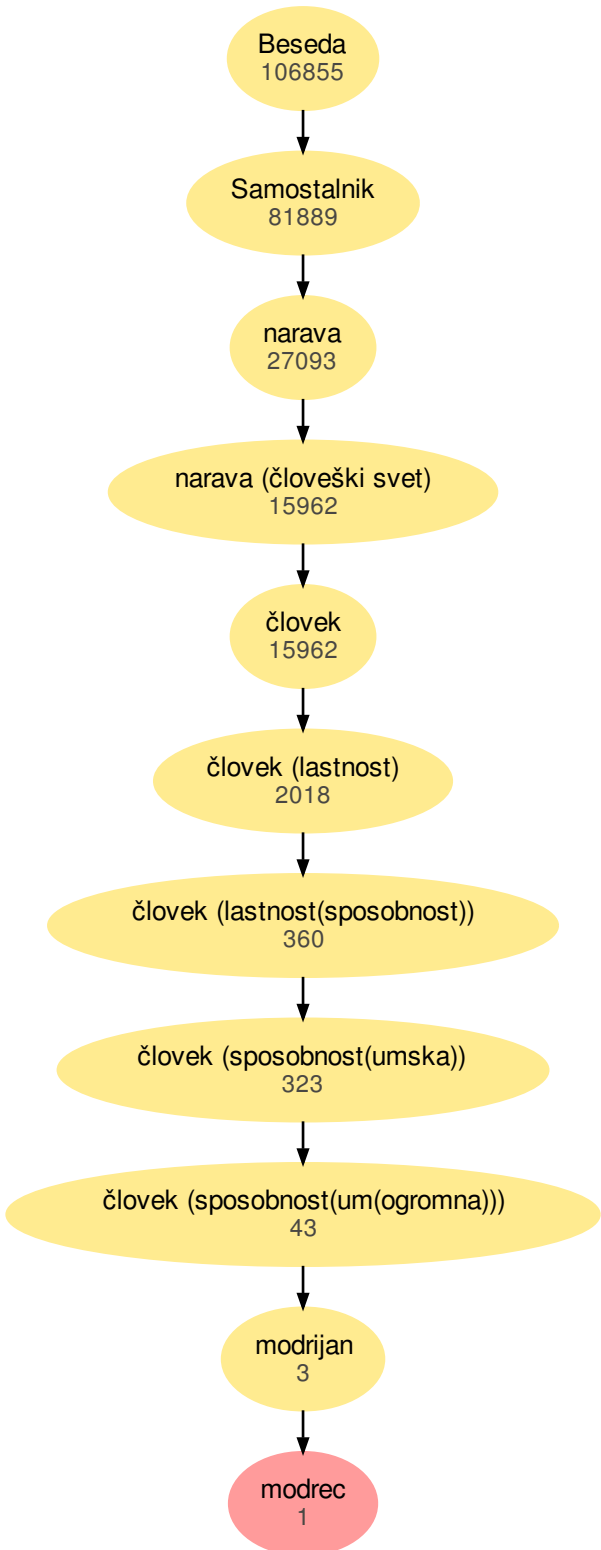 Beseda
106855
Samostalnik
81889
narava
27093
narava (človeški svet)
15962
človek
15962
človek (lastnost)
2018
človek (lastnost(sposobnost))
360
človek (sposobnost(umska))
323
človek (sposobnost(um(ogromna)))
43
modrijan
3
modrec
1